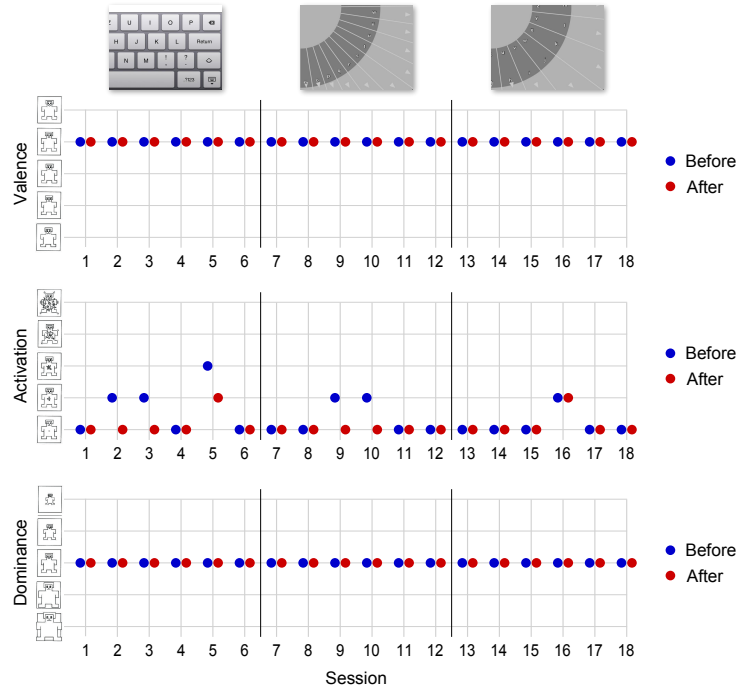 U I O P
H J K L Return
N M ! , ? .
.?123
Valence
Before
After
1 2 3 4 5 6 7 8 9 10 11 12 13 14 15 16 17 18
Activation
Before
After
1 2 3 4 5 6 7 8 9 10 11 12 13 14 15 16 17 18
Dominance
Before
After
1 2 3 4 5 6 7 8 9 10 11 12 13 14 15 16 17 18
Session